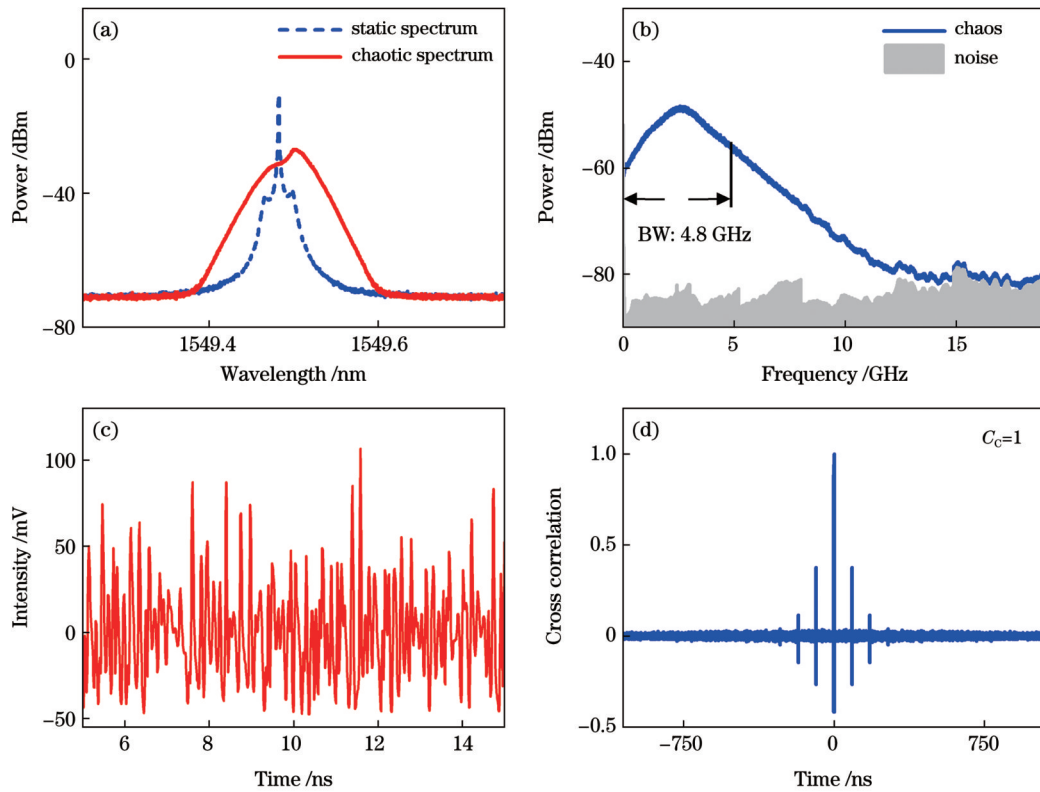 (a)
static spectrum
chaotic spectrum
0
−40
−80
Power /dBm
1549.4 1549.6
Wavelength /nm
(b)
chaos
noise
−40
−60
−80
Power /dBm
BW: 4.8 GHz
0 5 10 15
Frequency /GHz
(c)
100
50
0
−50
Intensity /mV
6 8 10 12 14
Time /ns
(d)
C_c=1
1.0
0.5
0
−0.5
Cross correlation
−750 0 750
Time /ns